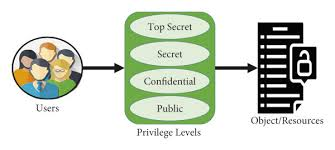 Top Secret
Secret
Confidential
Public
Users
Privilege Levels
Object/Resources